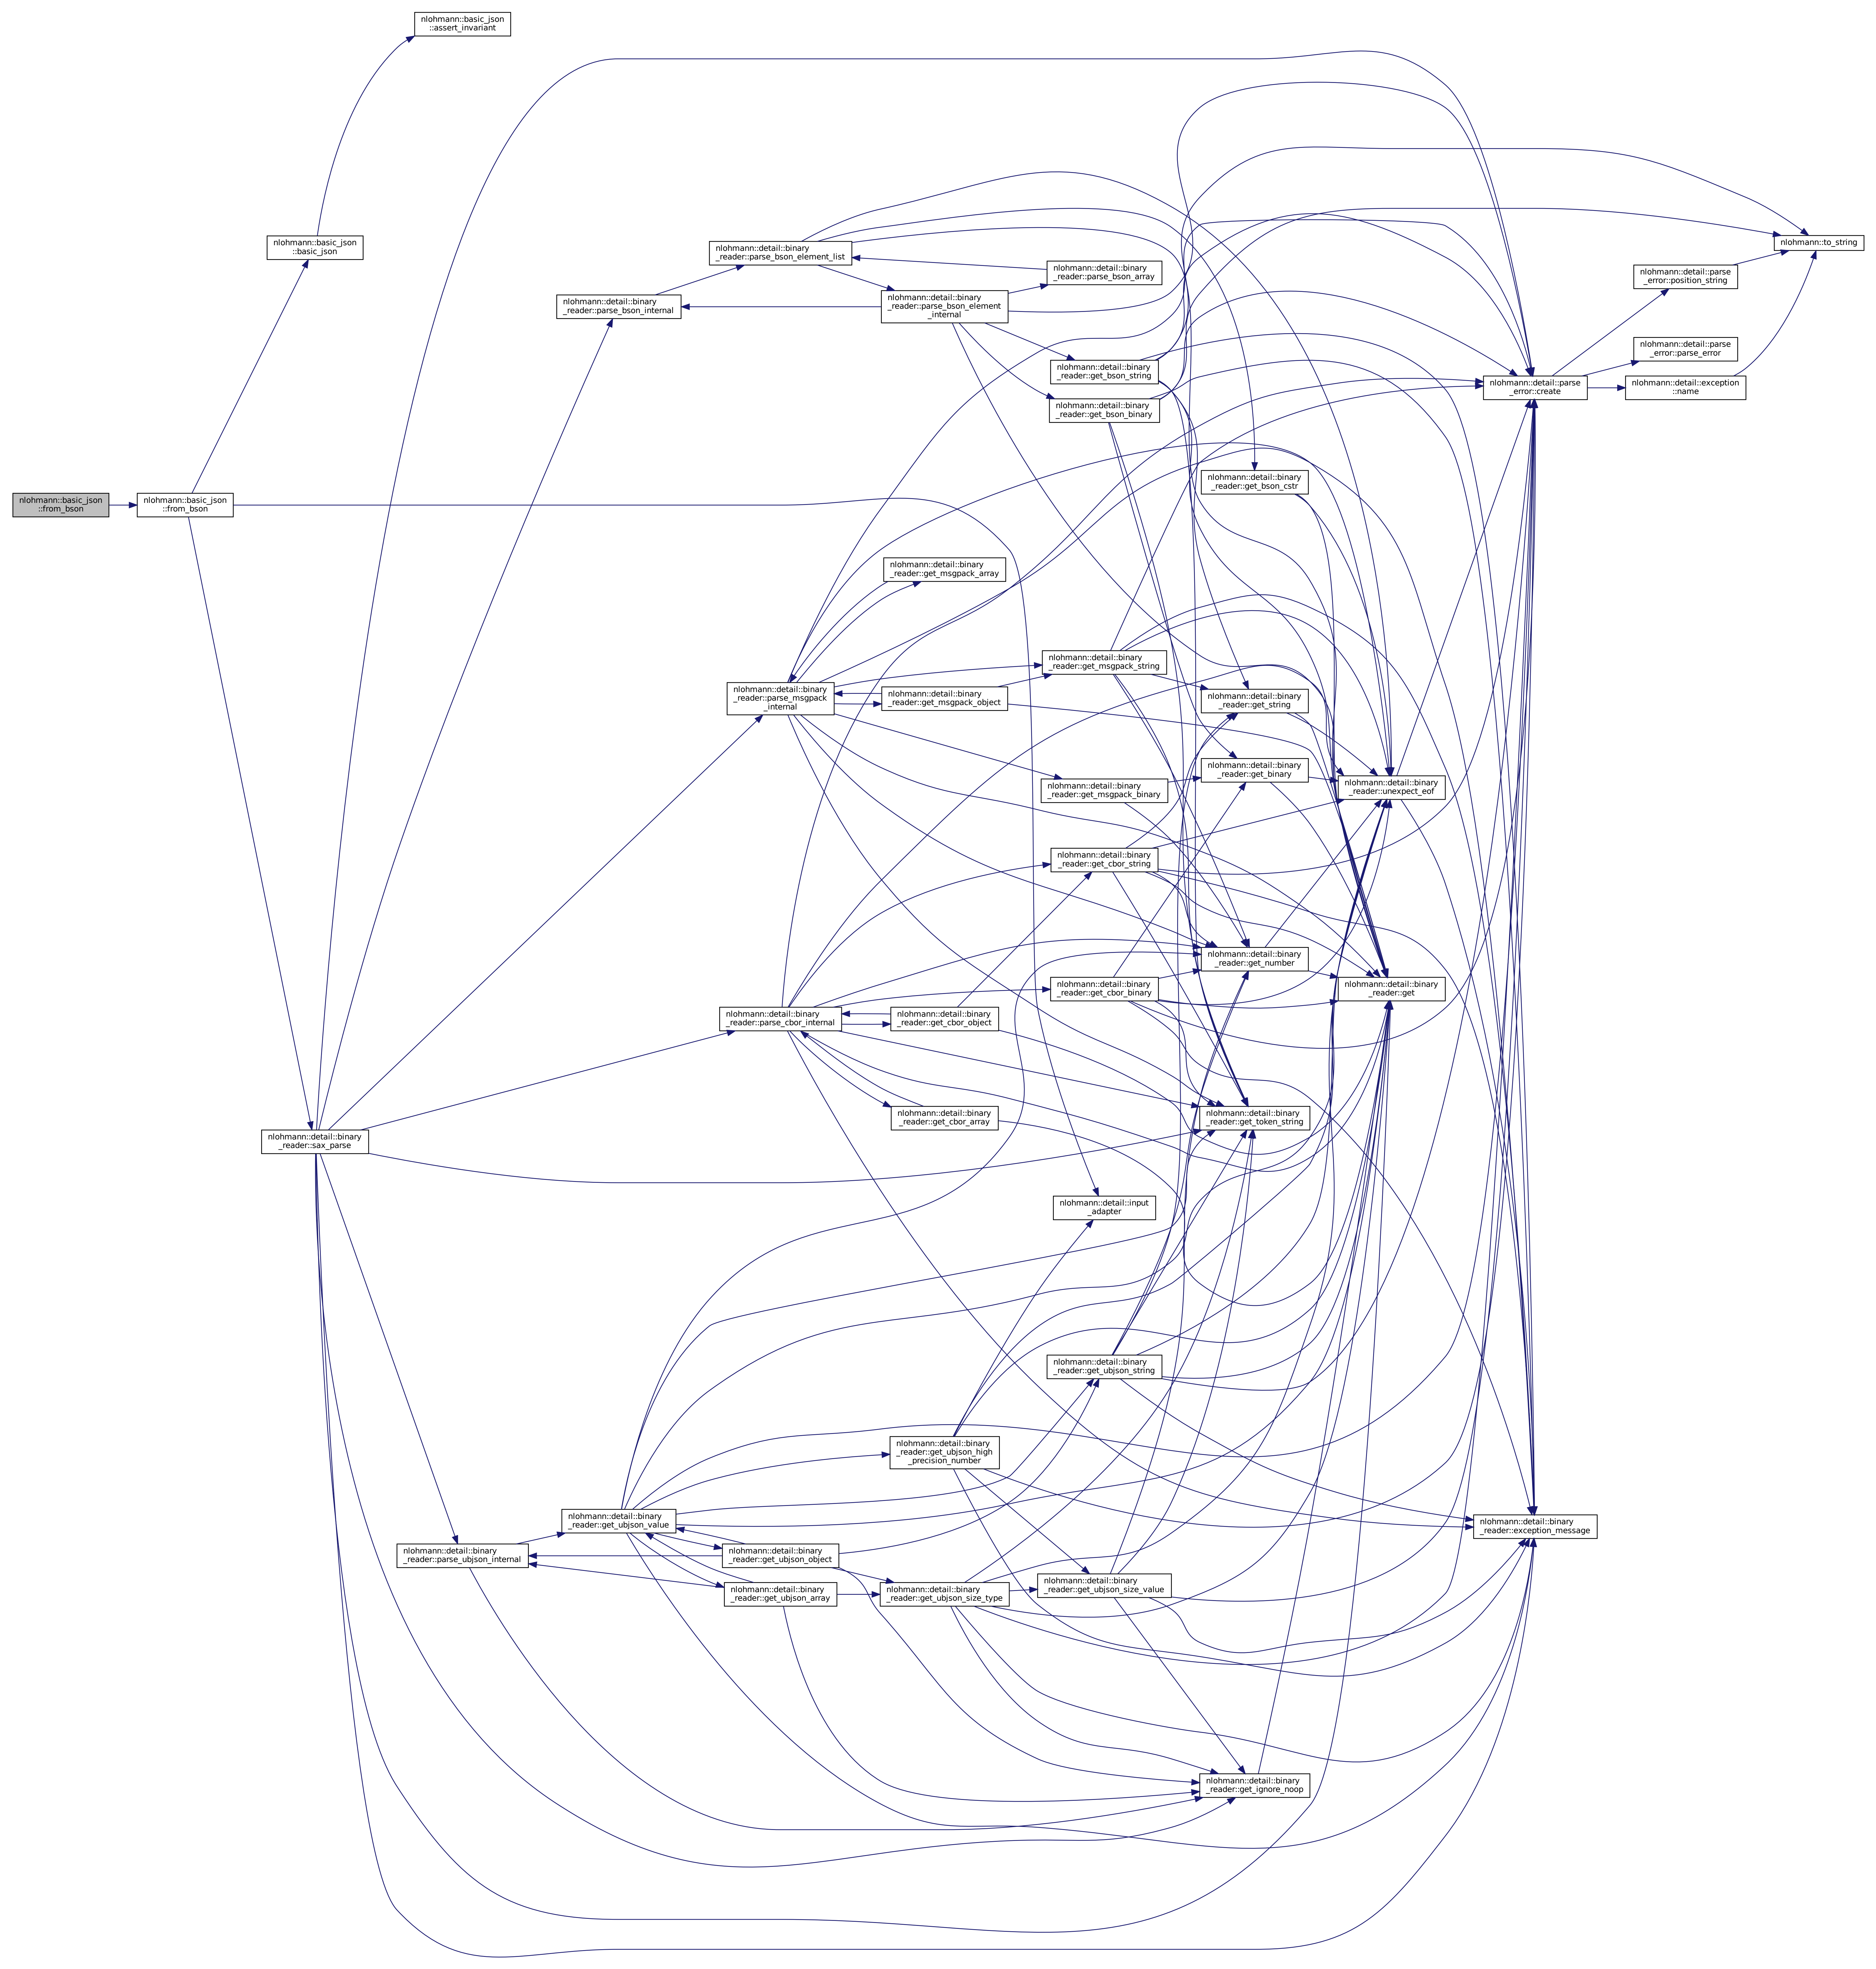 nlohmann::basic_json
::from_bson
nlohmann::basic_json
::from_bson
nlohmann::basic_json
::basic_json
nlohmann::basic_json
::assert_invariant
nlohmann::detail::binary
_reader::sax_parse
nlohmann::detail::binary
_reader::parse_bson_internal
nlohmann::detail::binary
_reader::parse_bson_element_list
nlohmann::detail::binary
_reader::parse_bson_element
_internal
nlohmann::detail::binary
_reader::parse_bson_array
nlohmann::detail::binary
_reader::get_bson_string
nlohmann::detail::binary
_reader::get_bson_binary
nlohmann::detail::binary
_reader::get_bson_cstr
nlohmann::to_string
nlohmann::detail::parse
_error::position_string
nlohmann::detail::parse
_error::parse_error
nlohmann::detail::parse
_error::create
nlohmann::detail::exception
::name
nlohmann::detail::binary
_reader::get_msgpack_array
nlohmann::detail::binary
_reader::parse_msgpack
_internal
nlohmann::detail::binary
_reader::get_msgpack_object
nlohmann::detail::binary
_reader::get_msgpack_string
nlohmann::detail::binary
_reader::get_msgpack_binary
nlohmann::detail::binary
_reader::get_string
nlohmann::detail::binary
_reader::get_binary
nlohmann::detail::binary
_reader::unexpect_eof
nlohmann::detail::binary
_reader::get_cbor_string
nlohmann::detail::binary
_reader::get_number
nlohmann::detail::binary
_reader::get
nlohmann::detail::binary
_reader::get_cbor_binary
nlohmann::detail::binary
_reader::parse_cbor_internal
nlohmann::detail::binary
_reader::get_cbor_object
nlohmann::detail::binary
_reader::get_cbor_array
nlohmann::detail::binary
_reader::get_token_string
nlohmann::detail::input
_adapter
nlohmann::detail::binary
_reader::get_ubjson_string
nlohmann::detail::binary
_reader::get_ubjson_high
_precision_number
nlohmann::detail::binary
_reader::get_ubjson_value
nlohmann::detail::binary
_reader::parse_ubjson_internal
nlohmann::detail::binary
_reader::get_ubjson_object
nlohmann::detail::binary
_reader::get_ubjson_array
nlohmann::detail::binary
_reader::get_ubjson_size_type
nlohmann::detail::binary
_reader::get_ubjson_size_value
nlohmann::detail::binary
_reader::exception_message
nlohmann::detail::binary
_reader::get_ignore_noop